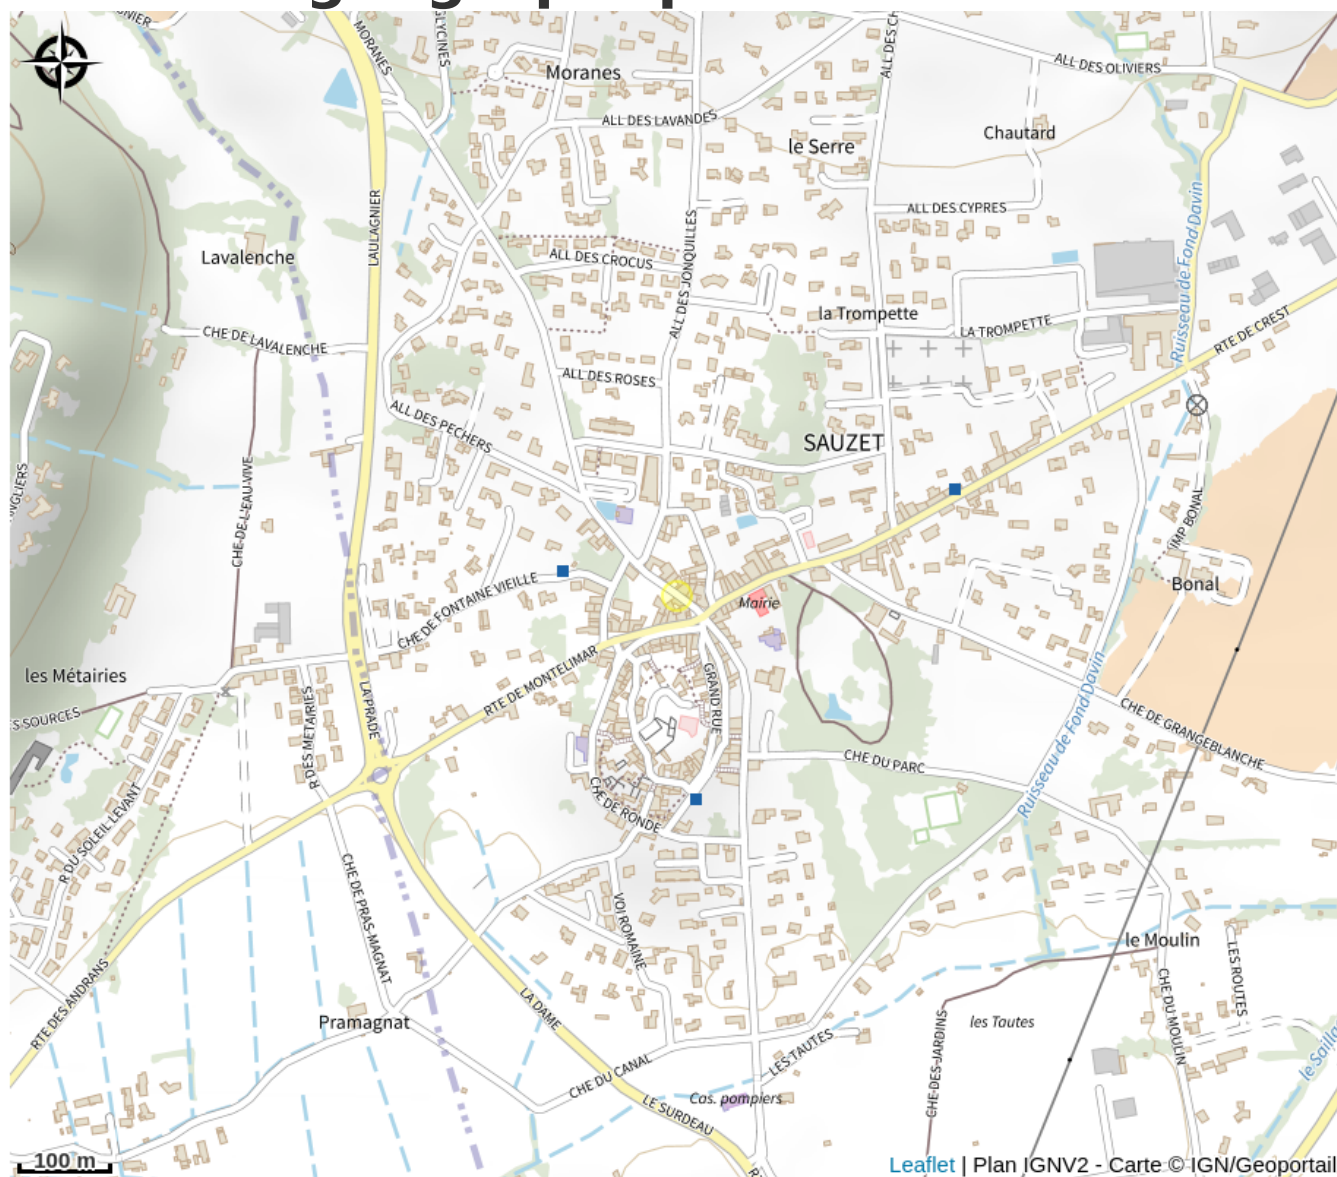 MORANES
GLYCINES
Moranes
ALL DES LAVANDES
ALL DES OLIVIERS
le Serre
Chautard
LAULAGNIER
Lavalenche
ALL DES CYPRES
ALL DES CROCUS
ALL DES JONQUILLES
Ruisseau de Fond Davin
la Trompette
LA TROMPETTE
RTE DE CREST
CHE DE LAVALENCHE
ALL DES ROSES
ALL DES PECHERS
SAUZET
CHE-DE-L'EAU-VIVE
IMP BONAL
Bonal
CHE DE FONTAINE VIEILLE
Mairie
les Métairies
RTE DE MONTELIMAR
GRAND RUE
LA PRADE
R DES METAIRIES
Ruisseau de Fond Davin
CHE DE GRANGEBLANCHE
CHE DU PARC
CHE DE RONDE
R DU SOLEIL LEVANT
CHE DE PRAS-MAGNAT
VOI ROMAINE
le Moulin
LES ROUTES
RTE DES ANDRANS
Pramagnat
LA DAME
les Tautes
CHE DU MOULIN
LES TAUTES
CHE-DES-JARDINS
CHE DU CANAL
Cas. pompiers
LE SURDEAU
100 m
Leaflet | Plan IGNV2 - Carte © IGN/Geoportail